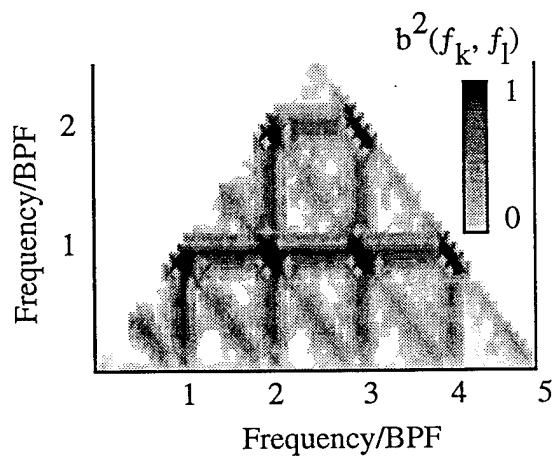 b²(fₖ, fₗ)
1
0
2
1
Frequency/BPF
1 2 3 4 5
Frequency/BPF